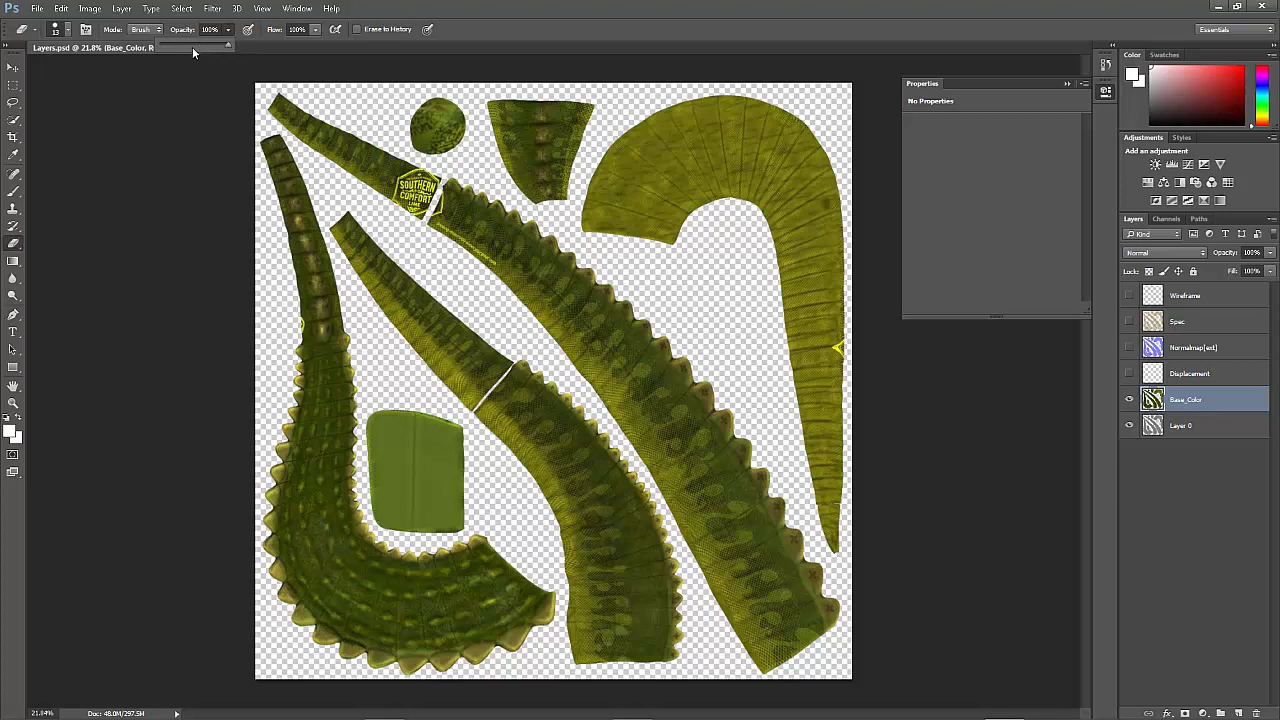 Ps File Edit Image Layer Type Select Filter 3D View Window Help
13 Mode: Brush Opacity: 100% Flow: 100% Erase to History Essentials
Layers.psd @ 21.8% (Base_Color, R
Color Swatches
Properties
No Properties
Adjustments Styles
Add an adjustment
SOUTHERN
COMFORT
LIME
Layers Channels Paths
Kind
Normal Opacity: 100%
Lock: Fill: 100%
Wireframe
Spec
Normalmap[ext]
Displacement
Base_Color
Layer 0
21.84% Doc: 48.0M/297.5M